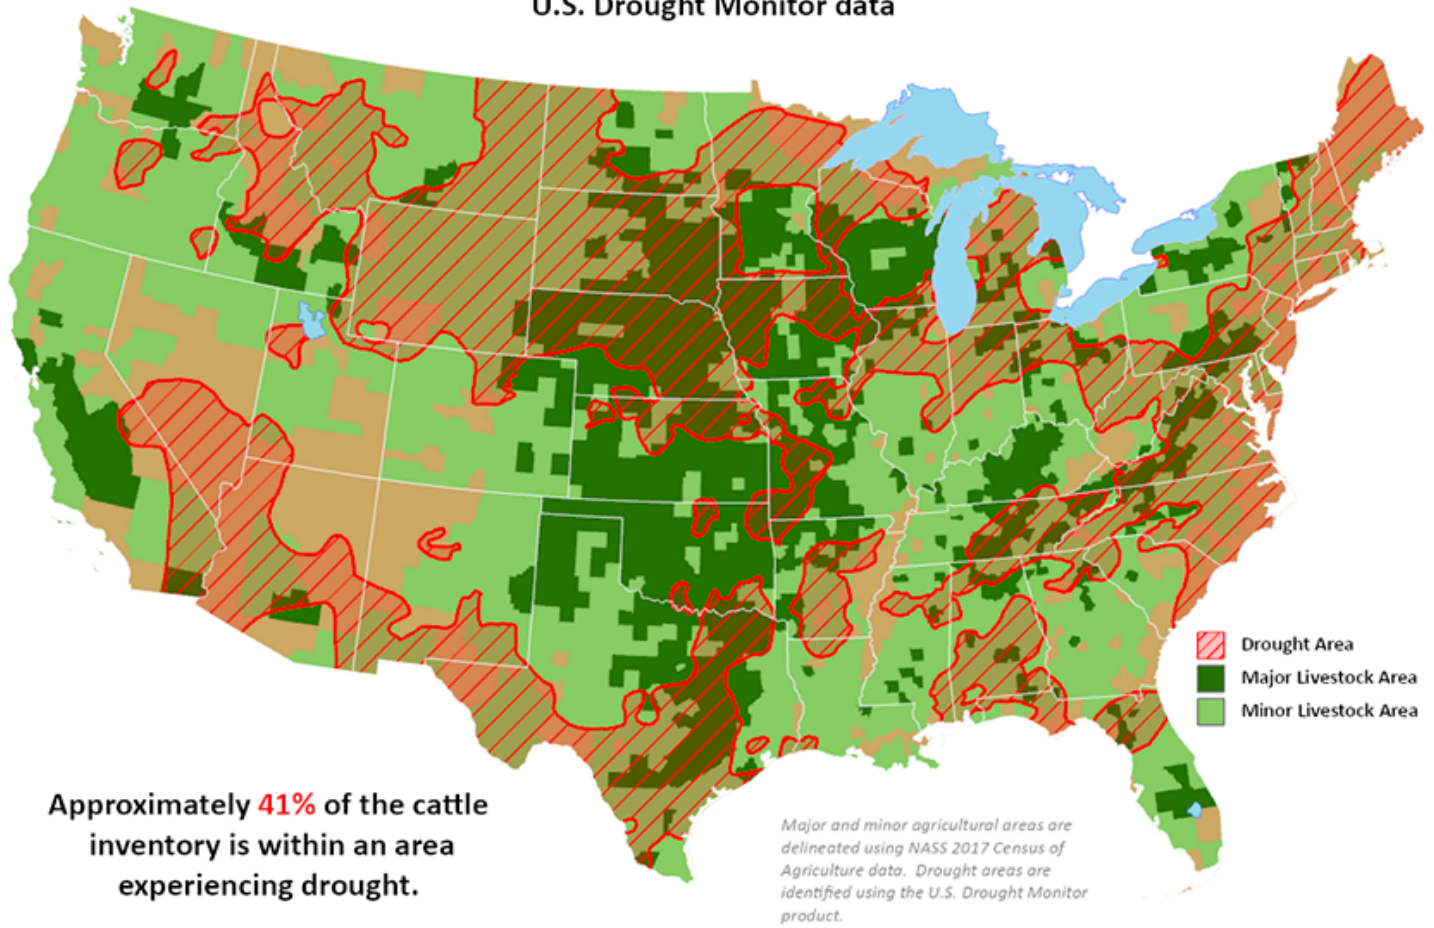 U.S. Drought Monitor data
Drought Area
Major Livestock Area
Minor Livestock Area
Approximately 41% of the cattle
inventory is within an area
experiencing drought.
Major and minor agricultural areas are
delineated using NASS 2017 Census of
Agriculture data. Drought areas are
identified using the U.S. Drought Monitor
product.